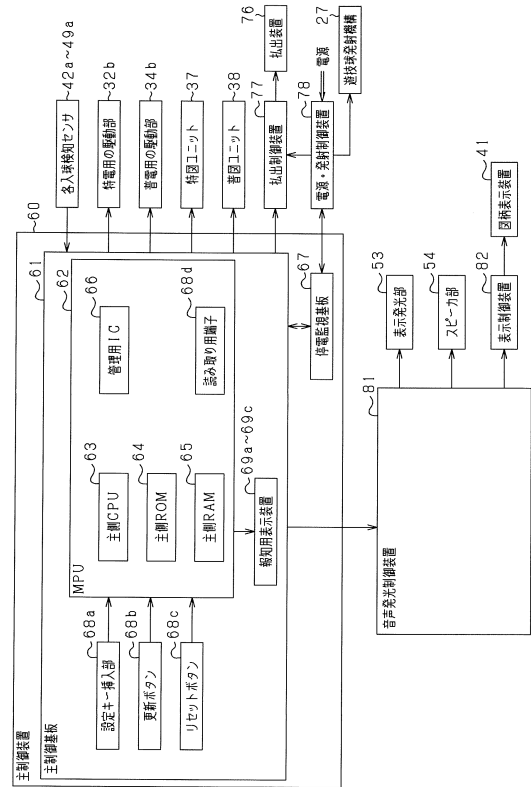 主制御装置
60
主制御基板
61
62
MPU
63
主側CPU
64
主側ROM
65
主側RAM
66
管理用IC
68d
読み取り用端子
68a
設定キー挿入部
68b
更新ボタン
68c
リセットボタン
69a~69c
報知用表示装置
67
停電監視基板
42a~49a
各入球検知センサ
32b
特電用の駆動部
34b
普電用の駆動部
37
特図ユニット
38
普図ユニット
77
払出制御装置
76
払出装置
78
電源・発射制御装置
電源
27
遊技球発射機構
81
音声発光制御装置
53
表示発光部
54
スピーカ部
82
表示制御装置
41
図柄表示装置